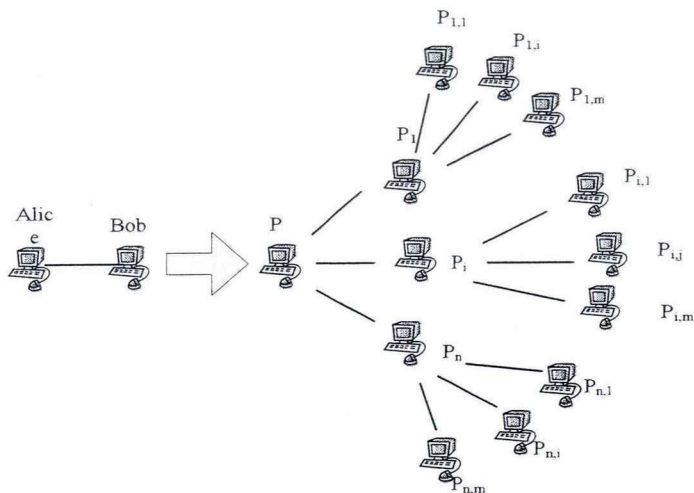 P1,1
P1,i
P1,m
P1
Alic
e
Bob
P
Pi
Pi,1
Pi,j
Pi,m
Pn
Pn,1
Pn,i
Pn,m